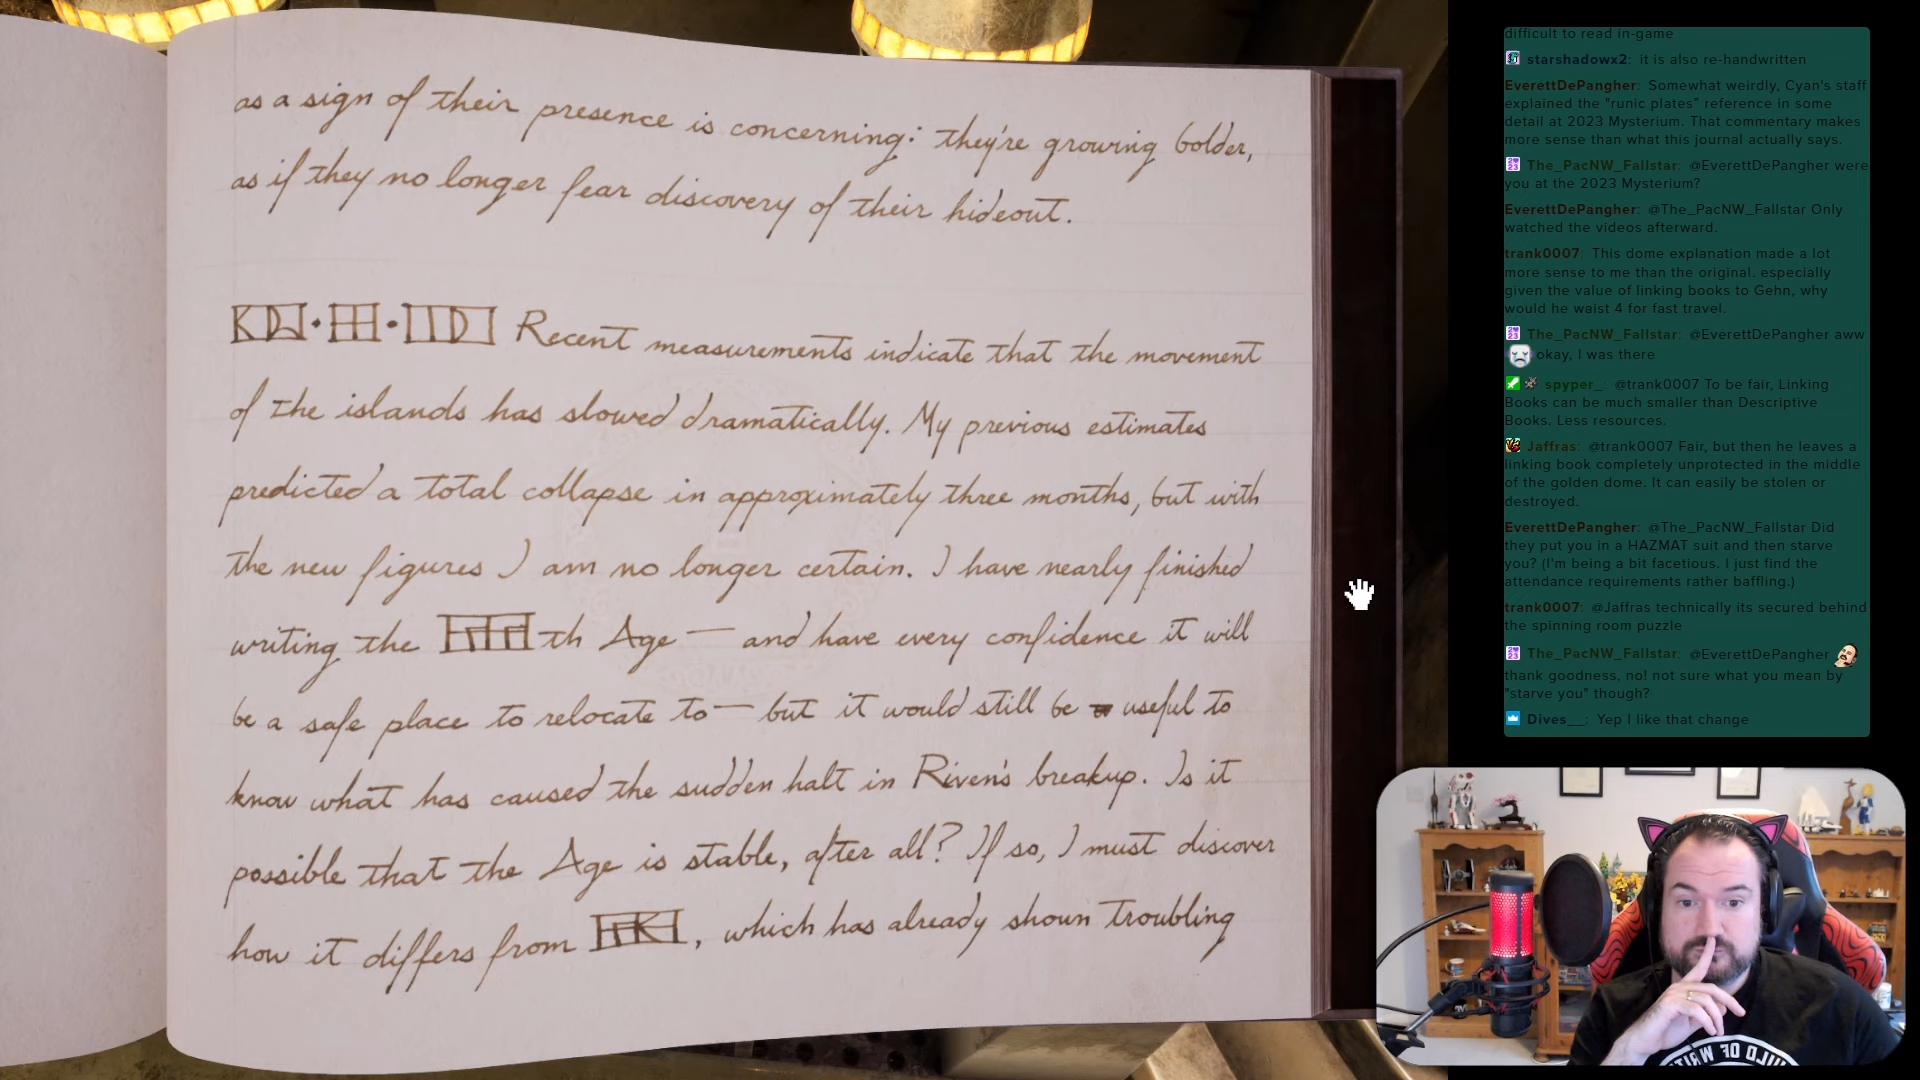 as a sign of their presence is concerning: they're growing bolder,
as if they no longer fear discovery of their hideout.
Recent measurements indicate that the movement
of the islands has slowed dramatically. My previous estimates
predicted a total collapse in approximately three months, but with
the new figures I am no longer certain. I have nearly finished
writing the th Age — and have every confidence it will
be a safe place to relocate to — but it would still be useful to
know what has caused the sudden halt in Riven's breakup. Is it
possible that the Age is stable, after all? If so, I must discover
how it differs from , which has already shown troubling
difficult to read in-game
starshadowx2: it is also re-handwritten
EverettDePangher: Somewhat weirdly, Cyan's staff
explained the "runic plates" reference in some
detail at 2023 Mysterium. That commentary makes
more sense than what this journal actually says.
The_PacNW_Fallstar: @EverettDePangher were
you at the 2023 Mysterium?
EverettDePangher: @The_PacNW_Fallstar Only
watched the videos afterward.
trank0007: This dome explanation made a lot
more sense to me than the original. especially
given the value of linking books to Gehn, why
would he waist 4 for fast travel.
The_PacNW_Fallstar: @EverettDePangher aww
okay, I was there
spyper_: @trank0007 To be fair, Linking
Books can be much smaller than Descriptive
Books. Less resources.
Jaffras: @trank0007 Fair, but then he leaves a
linking book completely unprotected in the middle
of the golden dome. It can easily be stolen or
destroyed.
EverettDePangher: @The_PacNW_Fallstar Did
they put you in a HAZMAT suit and then starve
you? (I'm being a bit facetious. I just find the
attendance requirements rather baffling.)
trank0007: @Jaffras technically its secured behind
the spinning room puzzle
The_PacNW_Fallstar: @EverettDePangher
thank goodness, no! not sure what you mean by
"starve you" though?
Dives__: Yep I like that change